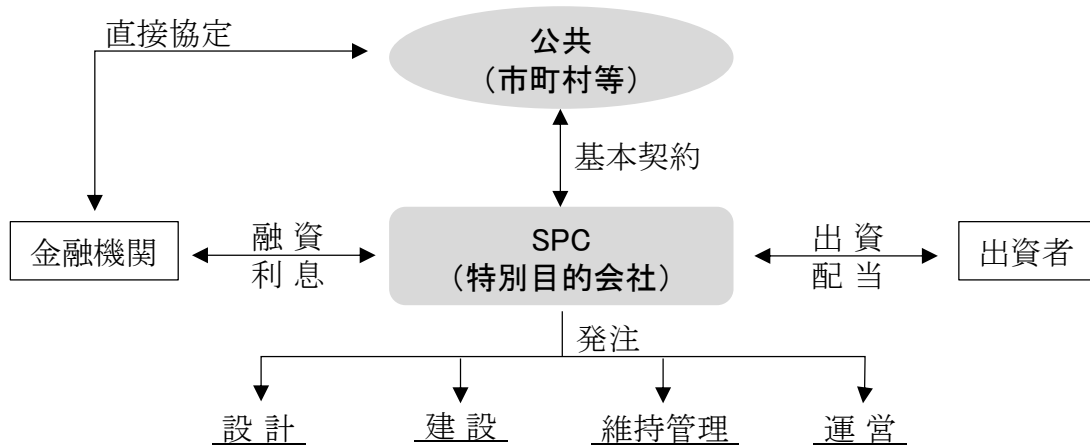 直接協定
公共
（市町村等）
基本契約
金融機関
融 資
利 息
SPC
（特別目的会社）
出 資
配 当
出資者
発注
設 計
建 設
維持管理
運 営